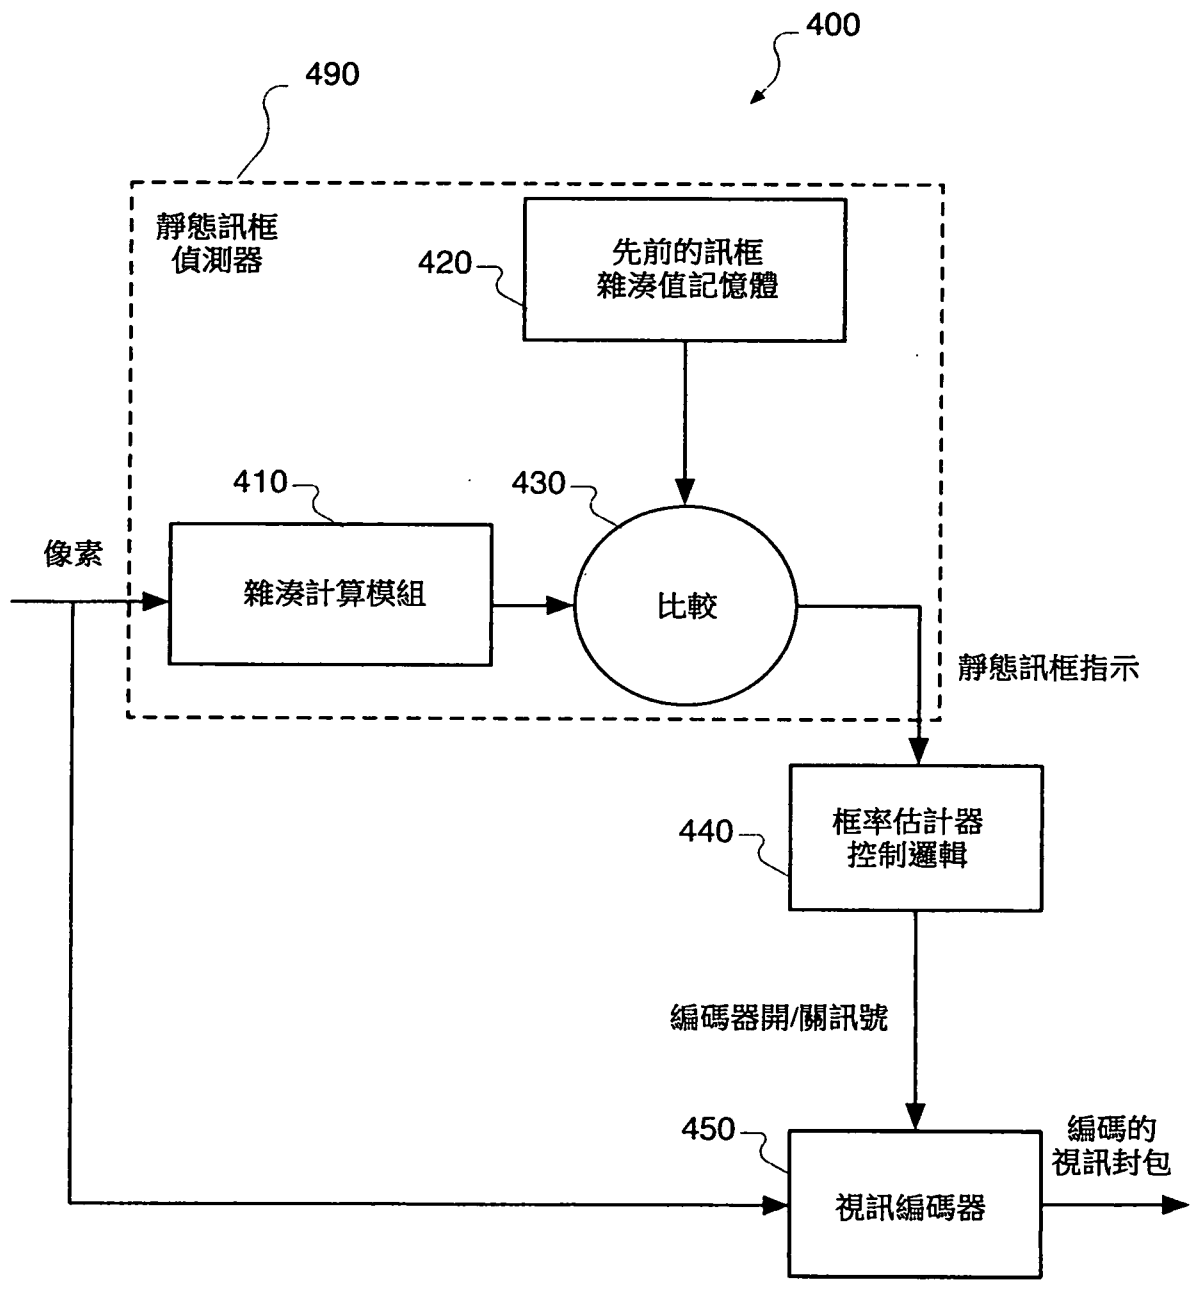 400
490
靜態訊框
偵測器
先前的訊框
雜湊值記憶體
420
410
430
像素
雜湊計算模組
比較
靜態訊框指示
框率估計器
控制邏輯
440
編碼器開/關訊號
450
編碼的
視訊封包
視訊編碼器